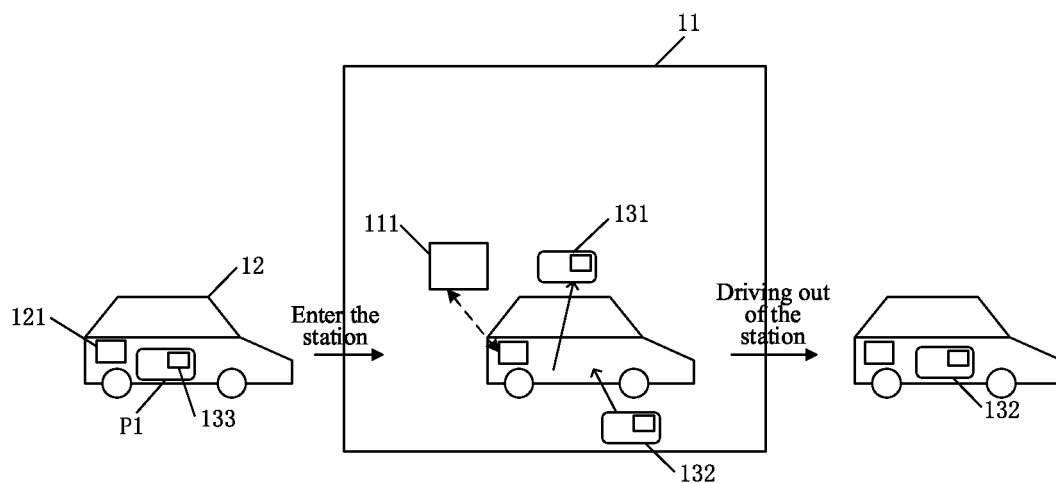 11
131
111
12
121
Enter the
station
Driving out
of the
station
P1
133
132
132